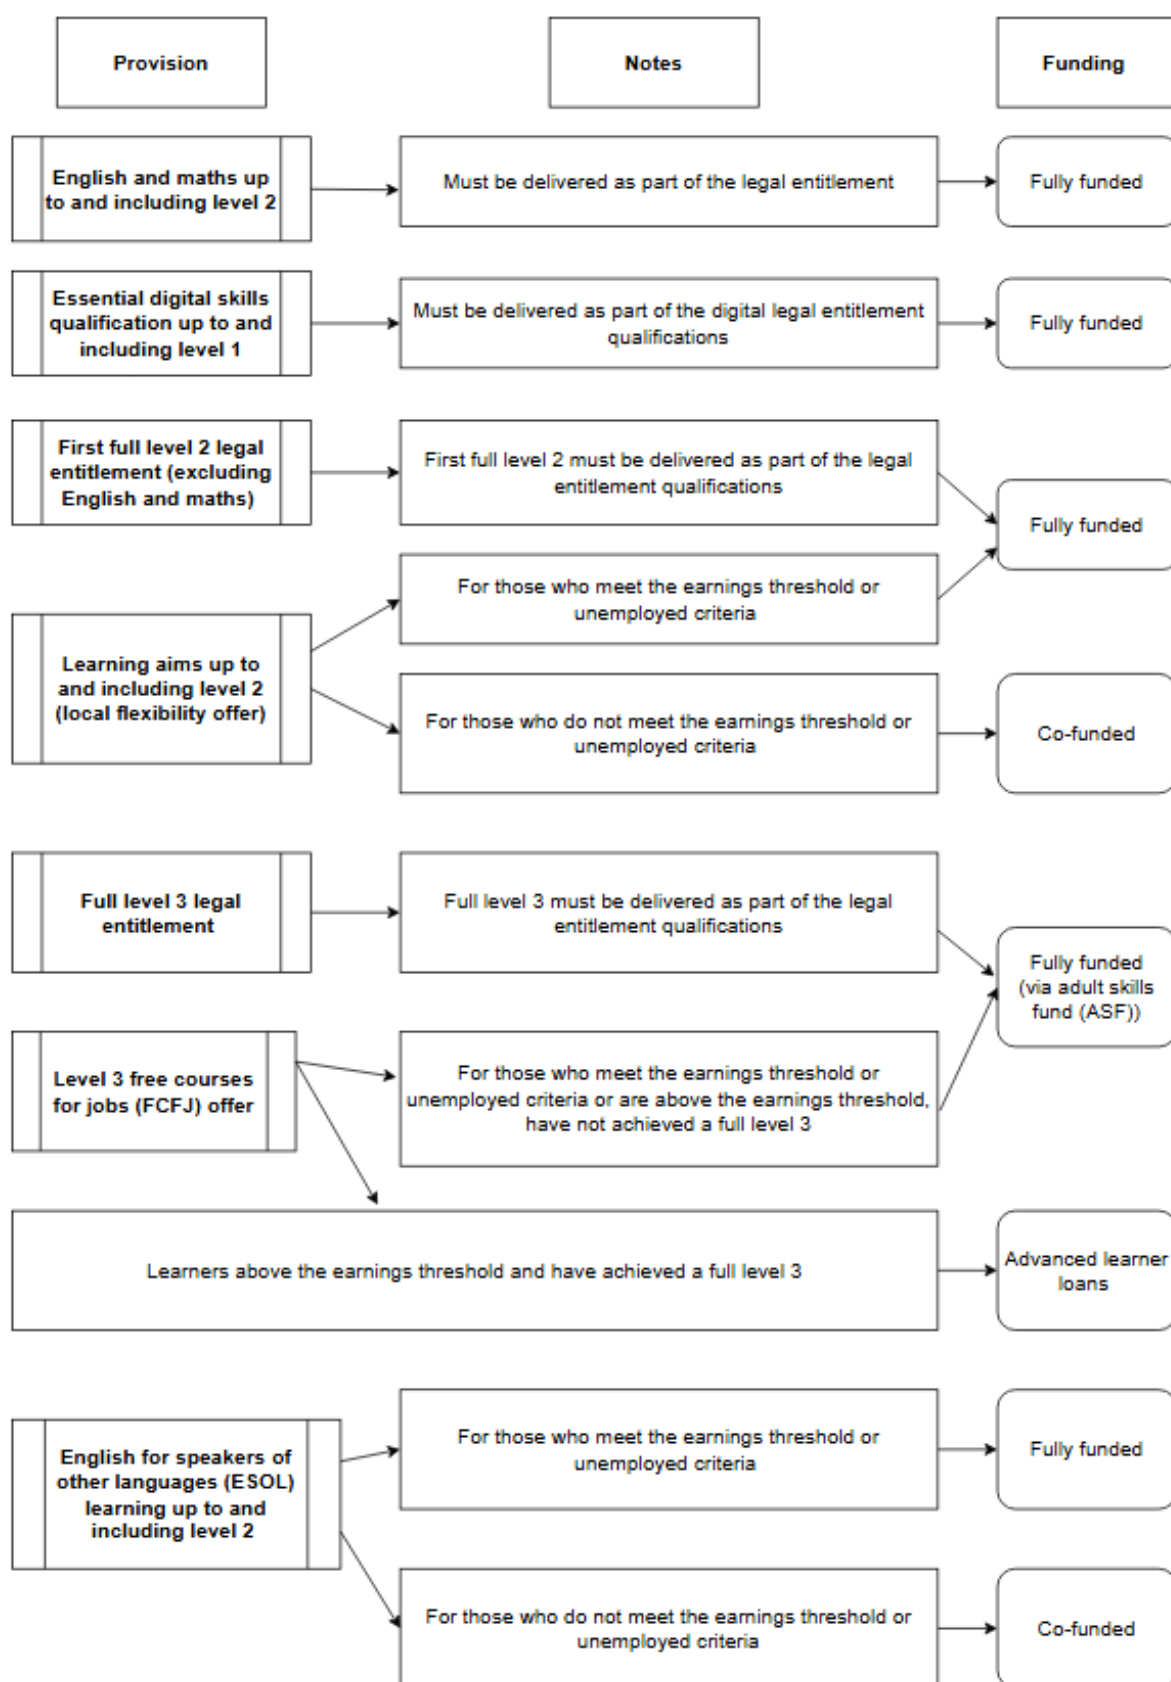 Provision
Notes
Funding
English and maths up
to and including level 2
Must be delivered as part of the legal entitlement
Fully funded
Essential digital skills
qualification up to and
including level 1
Must be delivered as part of the digital legal entitlement
qualifications
Fully funded
First full level 2 legal
entitlement (excluding
English and maths)
First full level 2 must be delivered as part of the legal
entitlement qualifications
Fully funded
Learning aims up to
and including level 2
(local flexibility offer)
For those who meet the earnings threshold or
unemployed criteria
For those who do not meet the earnings threshold or
unemployed criteria
Co-funded
Full level 3 legal
entitlement
Full level 3 must be delivered as part of the legal
entitlement qualifications
Fully funded
(via adult skills
fund (ASF))
Level 3 free courses
for jobs (FCFJ) offer
For those who meet the earnings threshold or
unemployed criteria or are above the earnings threshold,
have not achieved a full level 3
Learners above the earnings threshold and have achieved a full level 3
Advanced learner
loans
English for speakers of
other languages (ESOL)
learning up to and
including level 2
For those who meet the earnings threshold or
unemployed criteria
Fully funded
For those who do not meet the earnings threshold or
unemployed criteria
Co-funded